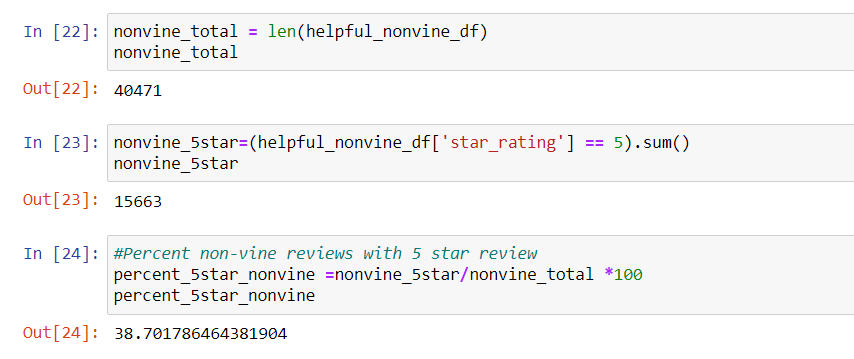 In [22]: nonvine_total = len(helpful_nonvine_df)
nonvine_total
Out[22]: 40471
In [23]: nonvine_5star=(helpful_nonvine_df['star_rating'] == 5).sum()
nonvine_5star
Out[23]: 15663
In [24]: #Percent non-vine reviews with 5 star review
percent_5star_nonvine =nonvine_5star/nonvine_total *100
percent_5star_nonvine
Out[24]: 38.701786464381904